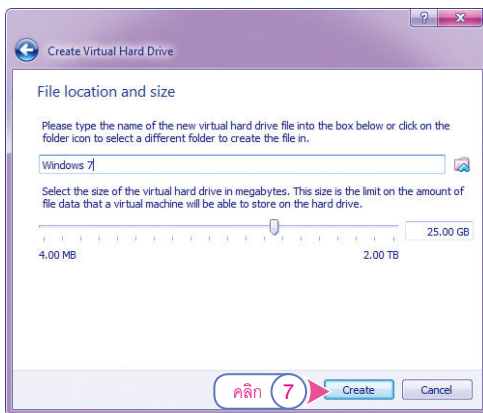 Create Virtual Hard Drive
File location and size
Please type the name of the new virtual hard drive file into the box below or click on the
folder icon to select a different folder to create the file in.
Windows 7
Select the size of the virtual hard drive in megabytes. This size is the limit on the amount of
file data that a virtual machine will be able to store on the hard drive.
25.00 GB
4.00 MB 2.00 TB
คลิก 7 Create Cancel